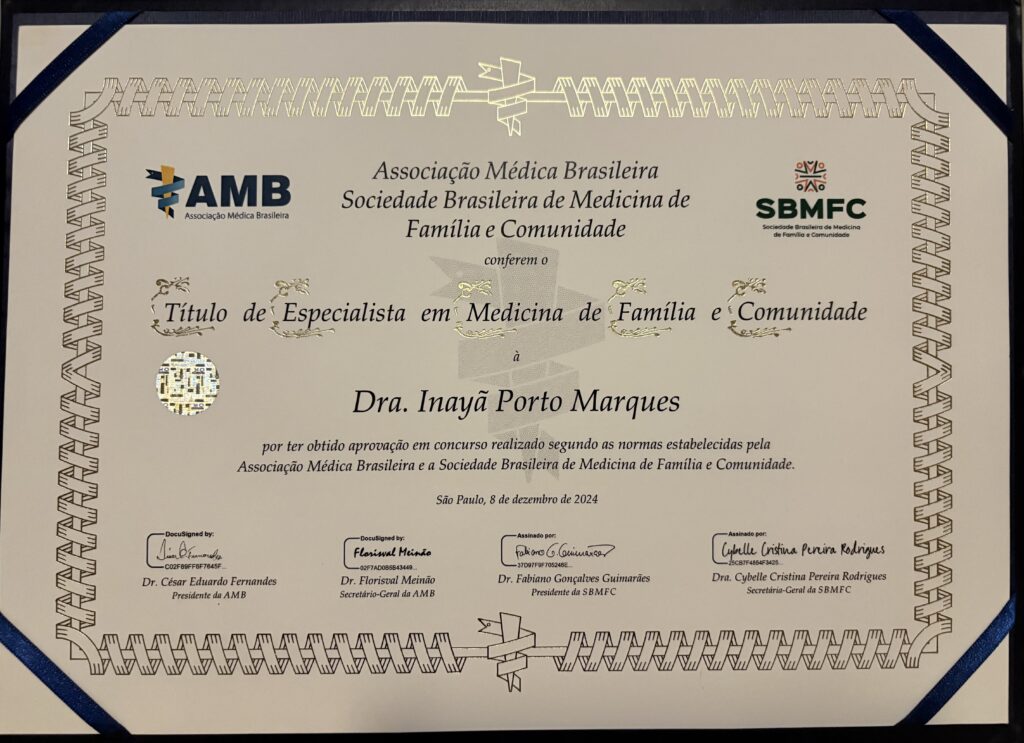 AMB
Associação Médica Brasileira
Associação Médica Brasileira
Sociedade Brasileira de Medicina de
Família e Comunidade
SBMFC
Sociedade Brasileira de Medicina
de Família e Comunidade
conferem o
Título de Especialista em Medicina de Família e Comunidade
à
Dra. Inayã Porto Marques
por ter obtido aprovação em concurso realizado segundo as normas estabelecidas pela
Associação Médica Brasileira e a Sociedade Brasileira de Medicina de Família e Comunidade.
São Paulo, 8 de dezembro de 2024
DocuSigned by:
Dr. César Eduardo Fernandes
Presidente da AMB
DocuSigned by:
Florisval Meinão
Dr. Florisval Meinão
Secretário-Geral da AMB
Assinado por:
Fabiano G. Guimarães
Dr. Fabiano Gonçalves Guimarães
Presidente da SBMFC
Assinado por:
Cybelle Cristina Pereira Rodrigues
Dra. Cybelle Cristina Pereira Rodrigues
Secretária-Geral da SBMFC